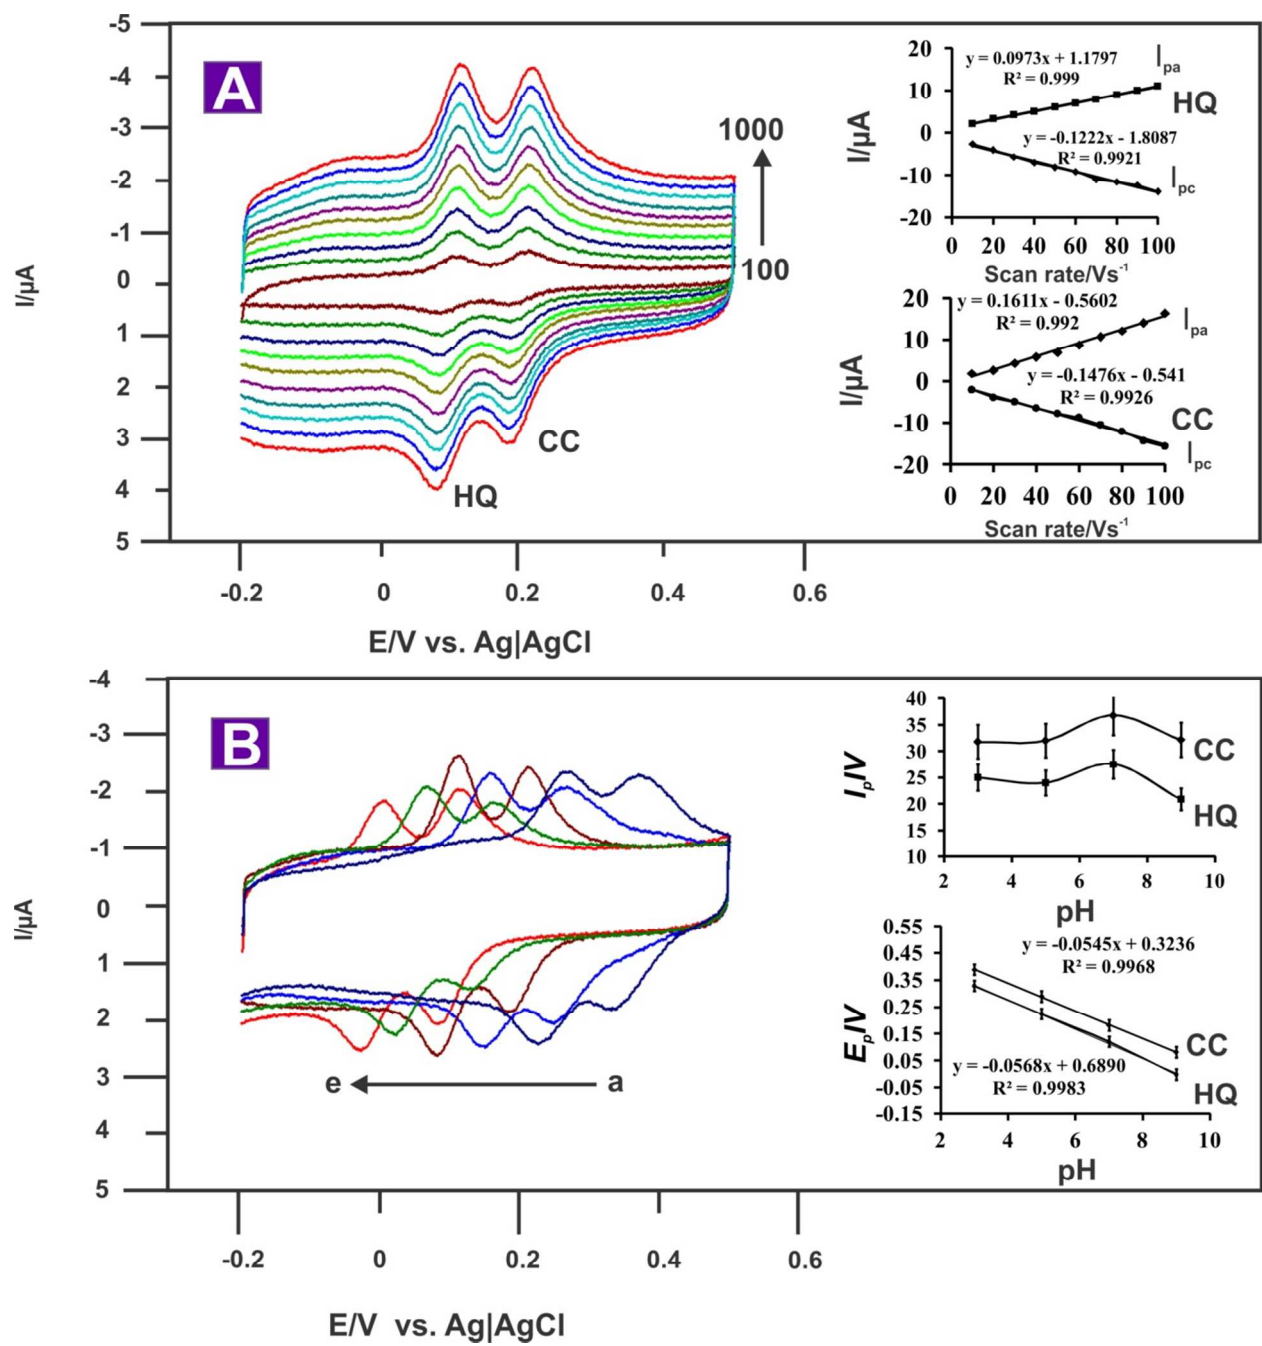 A
-5
-4
-3
-2
-1
0
1
2
3
4
5
I/µA
1000
100
CC
HQ
-0.2
0
0.2
0.4
0.6
E/V vs. Ag|AgCl
20
10
0
-10
-20
I/µA
y = 0.0973x + 1.1797
R² = 0.999
Ipa
HQ
y = -0.1222x - 1.8087
R² = 0.9921
Ipc
0 20 40 60 80 100
Scan rate/Vs-1
20
10
0
-10
-20
I/µA
y = 0.1611x - 0.5602
R² = 0.992
Ipa
y = -0.1476x - 0.541
R² = 0.9926
CC
Ipc
0 20 40 60 80 100
Scan rate/Vs-1
B
-4
-3
-2
-1
0
1
2
3
4
5
I/µA
e
a
-0.2
0
0.2
0.4
0.6
E/V vs. Ag|AgCl
40
35
30
25
20
15
10
IpIV
CC
HQ
2 4 6 8 10
pH
0.55
0.45
0.35
0.25
0.15
0.05
-0.05
-0.15
EpIV
y = -0.0545x + 0.3236
R² = 0.9968
CC
y = -0.0568x + 0.6890
R² = 0.9983
HQ
2 4 6 8 10
pH